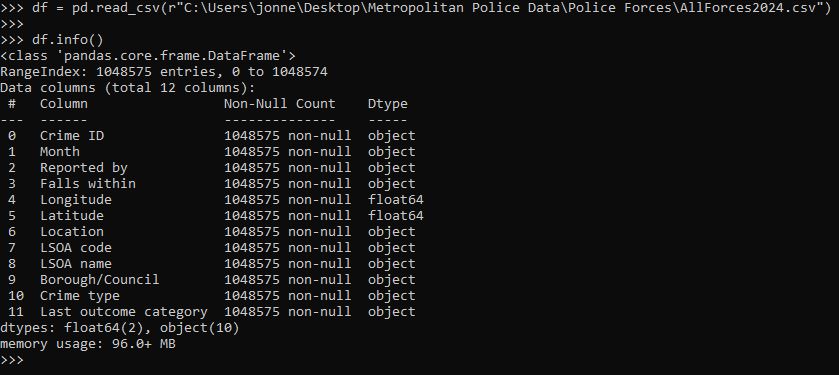 >>> df = pd.read_csv(r"C:\Users\jonne\Desktop\Metropolitan Police Data\Police Forces\AllForces2024.csv")
>>>
>>> df.info()
<class 'pandas.core.frame.DataFrame'>
RangeIndex: 1048575 entries, 0 to 1048574
Data columns (total 12 columns):
 #   Column                 Non-Null Count    Dtype
---  ------                 --------------    -----
 0   Crime ID               1048575 non-null  object
 1   Month                  1048575 non-null  object
 2   Reported by            1048575 non-null  object
 3   Falls within           1048575 non-null  object
 4   Longitude              1048575 non-null  float64
 5   Latitude               1048575 non-null  float64
 6   Location               1048575 non-null  object
 7   LSOA code              1048575 non-null  object
 8   LSOA name              1048575 non-null  object
 9   Borough/Council        1048575 non-null  object
 10  Crime type             1048575 non-null  object
 11  Last outcome category  1048575 non-null  object
dtypes: float64(2), object(10)
memory usage: 96.0+ MB
>>>